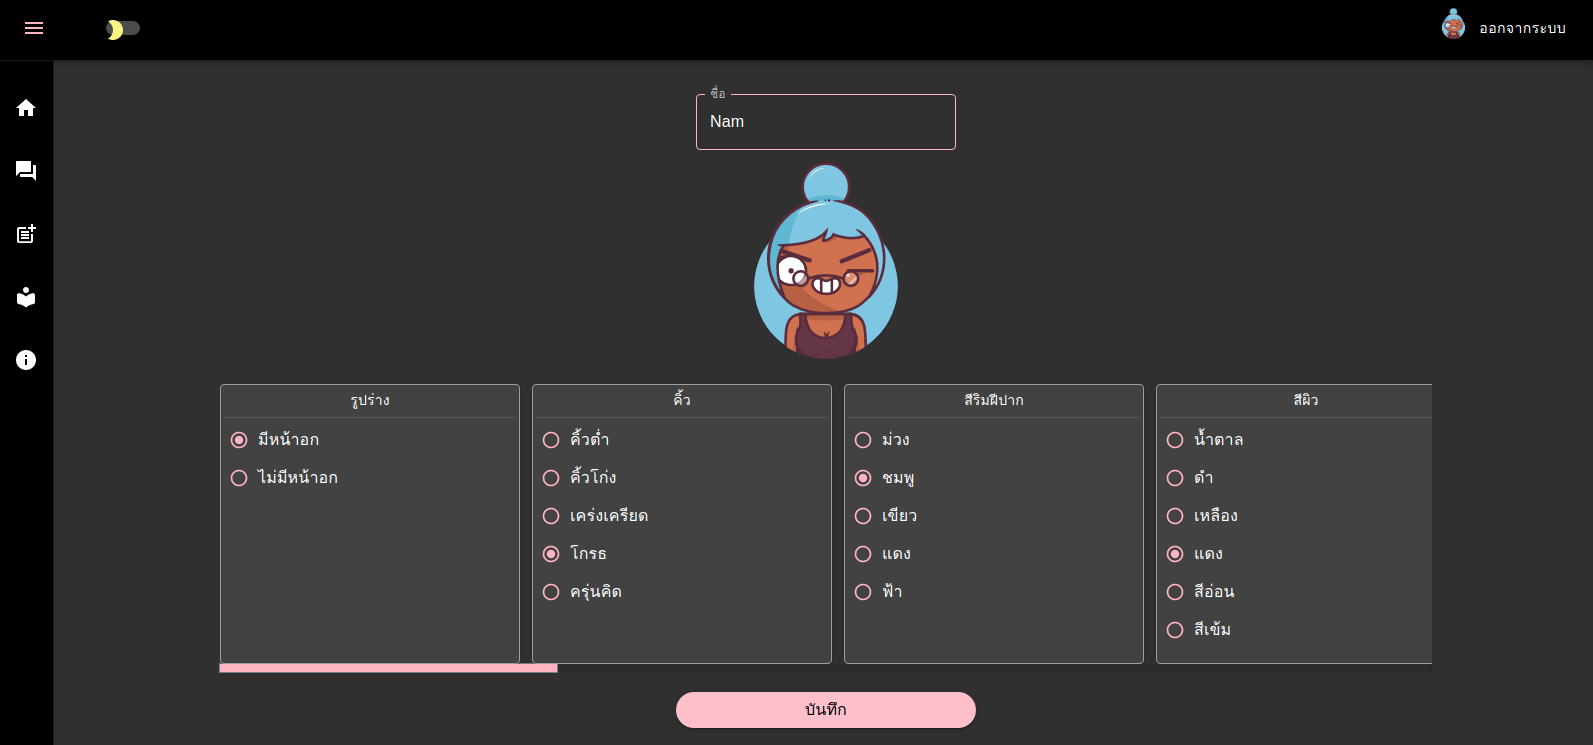 ออกจากระบบ
ชื่อ
Nam
รูปร่าง
มีหน้าอก
ไม่มีหน้าอก
คิ้ว
คิ้วต่ำ
คิ้วโก่ง
เคร่งเครียด
โกรธ
ครุ่นคิด
สีริมฝีปาก
ม่วง
ชมพู
เขียว
แดง
ฟ้า
สีผิว
น้ำตาล
ดำ
เหลือง
แดง
สีอ่อน
สีเข้ม
บันทึก